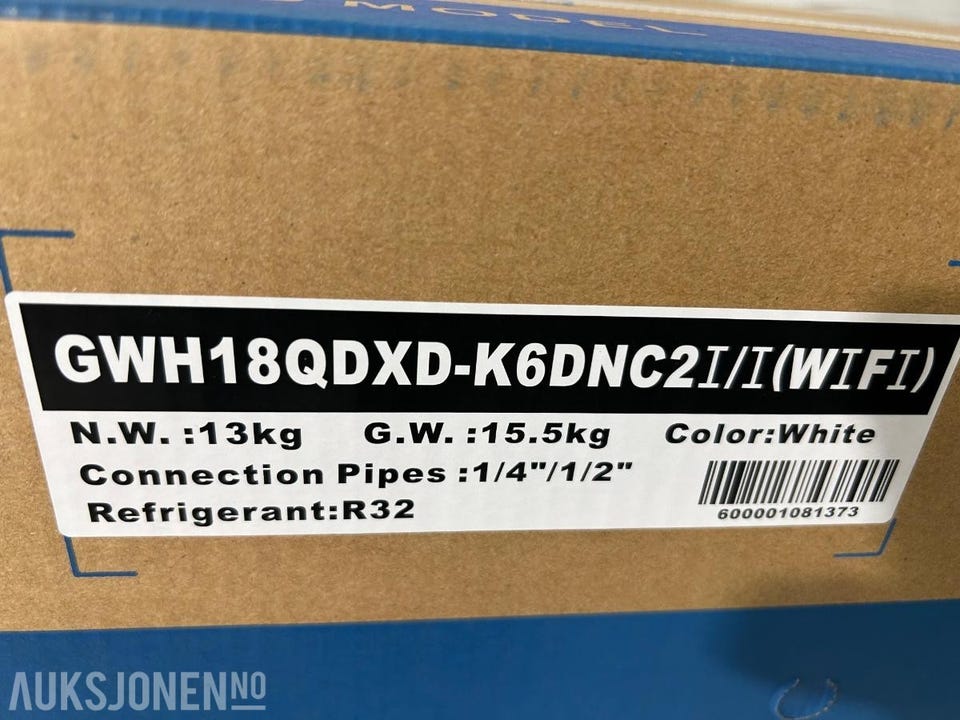 MODEL
GWH18QDXD-K6DNC2I/I(WIFI)
N.W. :13kg G.W. :15.5kg Color:White
Connection Pipes :1/4"/1/2"
Refrigerant:R32
600001081373
AUKSJONEN.NO